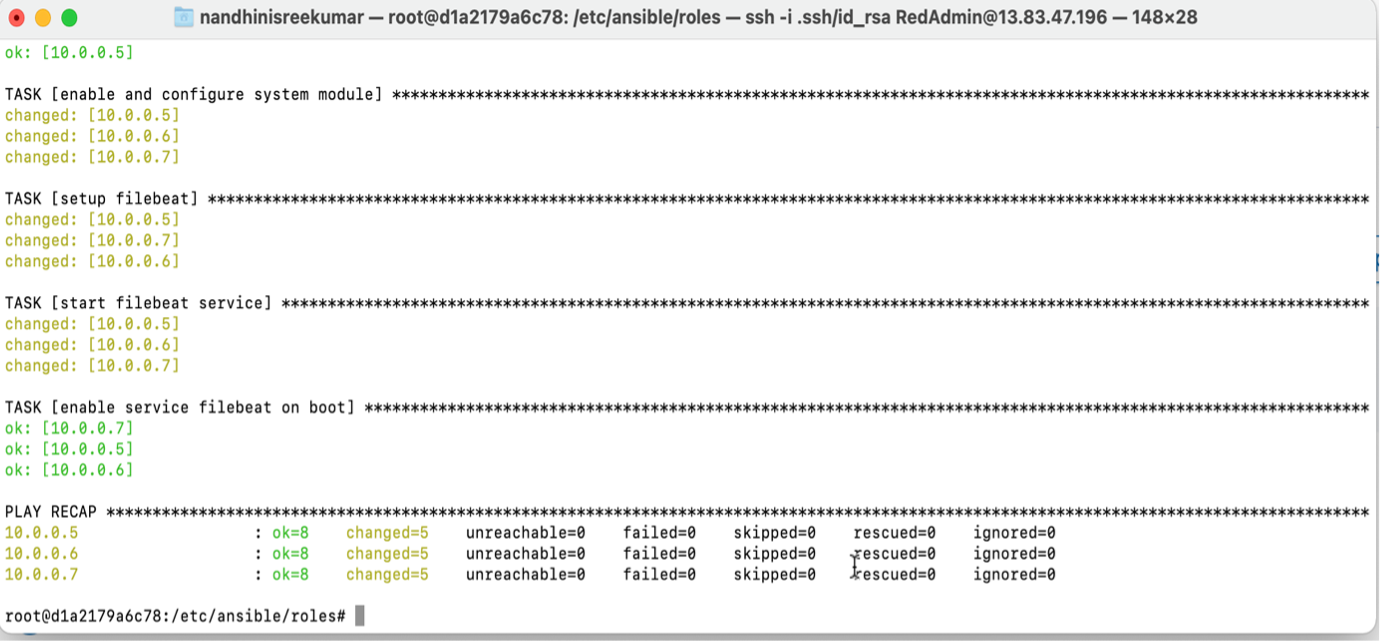 nandhinisreekumar — root@d1a2179a6c78: /etc/ansible/roles — ssh -i .ssh/id_rsa RedAdmin@13.83.47.196 — 148×28
ok: [10.0.0.5]
TASK [enable and configure system module] **********************************************************************************************************
changed: [10.0.0.5]
changed: [10.0.0.6]
changed: [10.0.0.7]
TASK [setup filebeat] ******************************************************************************************************************************
changed: [10.0.0.5]
changed: [10.0.0.7]
changed: [10.0.0.6]
TASK [start filebeat service] **********************************************************************************************************************
changed: [10.0.0.5]
changed: [10.0.0.6]
changed: [10.0.0.7]
TASK [enable service filebeat on boot] *************************************************************************************************************
ok: [10.0.0.7]
ok: [10.0.0.5]
ok: [10.0.0.6]
PLAY RECAP *****************************************************************************************************************************************
10.0.0.5                   : ok=8    changed=5    unreachable=0    failed=0    skipped=0    rescued=0    ignored=0
10.0.0.6                   : ok=8    changed=5    unreachable=0    failed=0    skipped=0    rescued=0    ignored=0
10.0.0.7                   : ok=8    changed=5    unreachable=0    failed=0    skipped=0    rescued=0    ignored=0
root@d1a2179a6c78:/etc/ansible/roles#